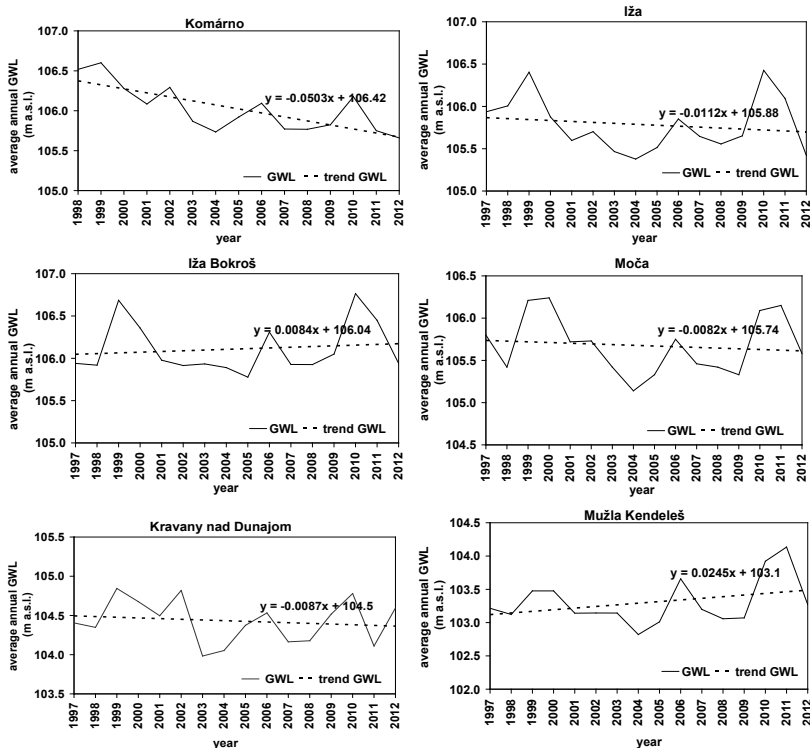 Komárno
average annual GWL
(m a.s.l.)
107.0
106.5
106.0
105.5
105.0
y = -0.0503x + 106.42
GWL trend GWL
1998 1999 2000 2001 2002 2003 2004 2005 2006 2007 2008 2009 2010 2011 2012
year
Iža
average annual GWL
(m a.s.l.)
107.0
106.5
106.0
105.5
105.0
y = -0.0112x + 105.88
GWL trend GWL
1997 1998 1999 2000 2001 2002 2003 2004 2005 2006 2007 2008 2009 2010 2011 2012
year
Iža Bokroš
average annual GWL
(m a.s.l.)
107.0
106.0
105.0
y = 0.0084x + 106.04
GWL trend GWL
1997 1998 1999 2000 2001 2002 2003 2004 2005 2006 2007 2008 2009 2010 2011 2012
year
Moča
average annual GWL
(m a.s.l.)
106.5
106.0
105.5
105.0
104.5
y = -0.0082x + 105.74
GWL trend GWL
1997 1998 1999 2000 2001 2002 2003 2004 2005 2006 2007 2008 2009 2010 2011 2012
year
Kravany nad Dunajom
average annual GWL
(m a.s.l.)
105.5
105.0
104.5
104.0
103.5
y = -0.0087x + 104.5
GWL trend GWL
1997 1998 1999 2000 2001 2002 2003 2004 2005 2006 2007 2008 2009 2010 2011 2012
year
Mužla Kendeleš
average annual GWL
(m a.s.l.)
104.5
104.0
103.5
103.0
102.5
102.0
y = 0.0245x + 103.1
GWL trend GWL
1997 1998 1999 2000 2001 2002 2003 2004 2005 2006 2007 2008 2009 2010 2011 2012
year